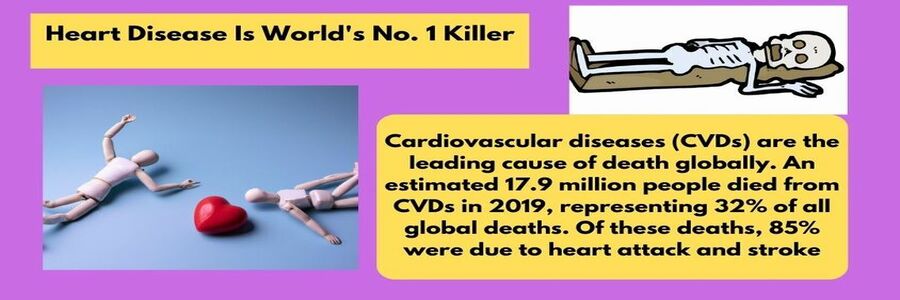 Heart Disease Is World's No. 1 Killer
Cardiovascular diseases (CVDs) are the
leading cause of death globally. An
estimated 17.9 million people died from
CVDs in 2019, representing 32% of all
global deaths. Of these deaths, 85%
were due to heart attack and stroke